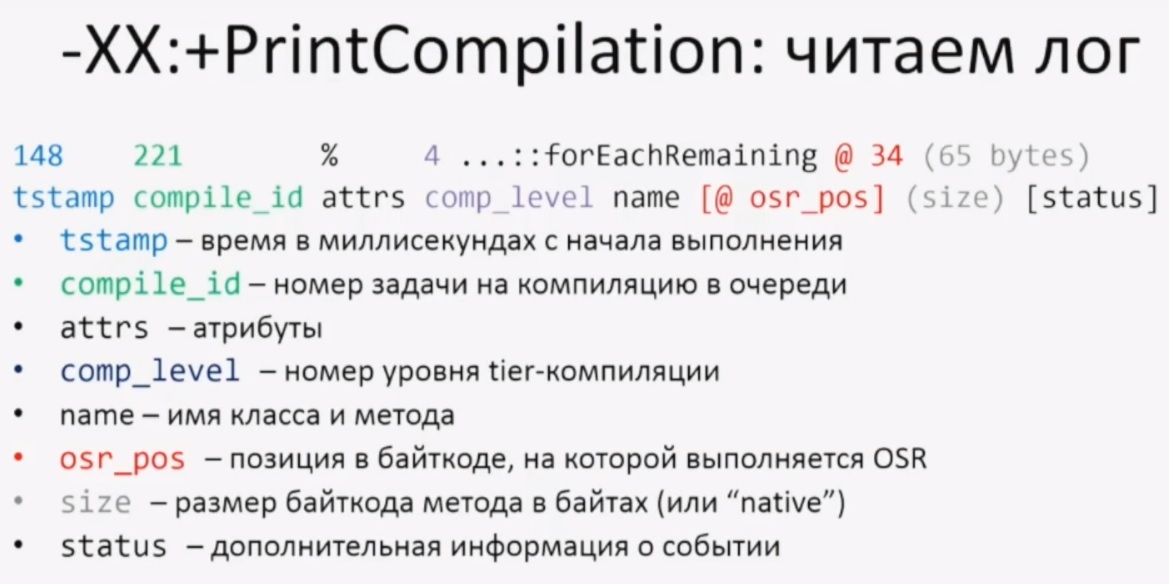 -XX:+PrintCompilation: читаем лог
148 221 % 4 ...::forEachRemaining @ 34 (65 bytes)
tstamp compile_id attrs comp_level name [@ osr_pos] (size) [status]
• tstamp – время в миллисекундах с начала выполнения
• compile_id – номер задачи на компиляцию в очереди
• attrs – атрибуты
• comp_level – номер уровня tier-компиляции
• name – имя класса и метода
• osr_pos – позиция в байткоде, на которой выполняется OSR
• size – размер байткода метода в байтах (или “native”)
• status – дополнительная информация о событии